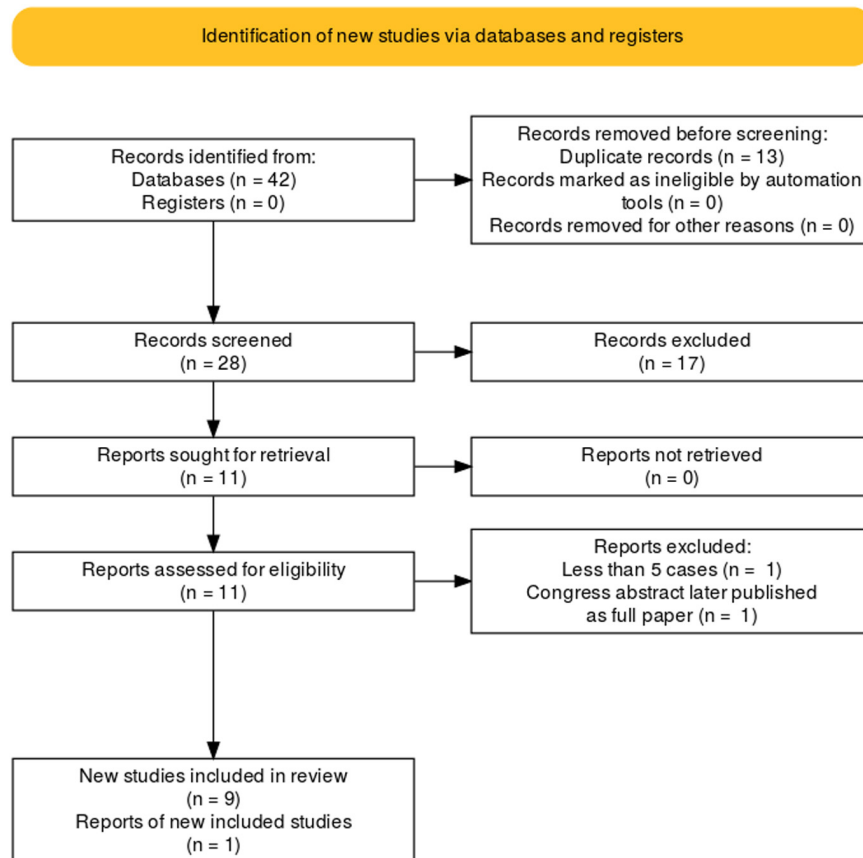 Identification of new studies via databases and registers
Records identified from:
Databases (n = 42)
Registers (n = 0)
Records removed before screening:
Duplicate records (n = 13)
Records marked as ineligible by automation
tools (n = 0)
Records removed for other reasons (n = 0)
Records screened
(n = 28)
Records excluded
(n = 17)
Reports sought for retrieval
(n = 11)
Reports not retrieved
(n = 0)
Reports assessed for eligibility
(n = 11)
Reports excluded:
Less than 5 cases (n = 1)
Congress abstract later published
as full paper (n = 1)
New studies included in review
(n = 9)
Reports of new included studies
(n = 1)